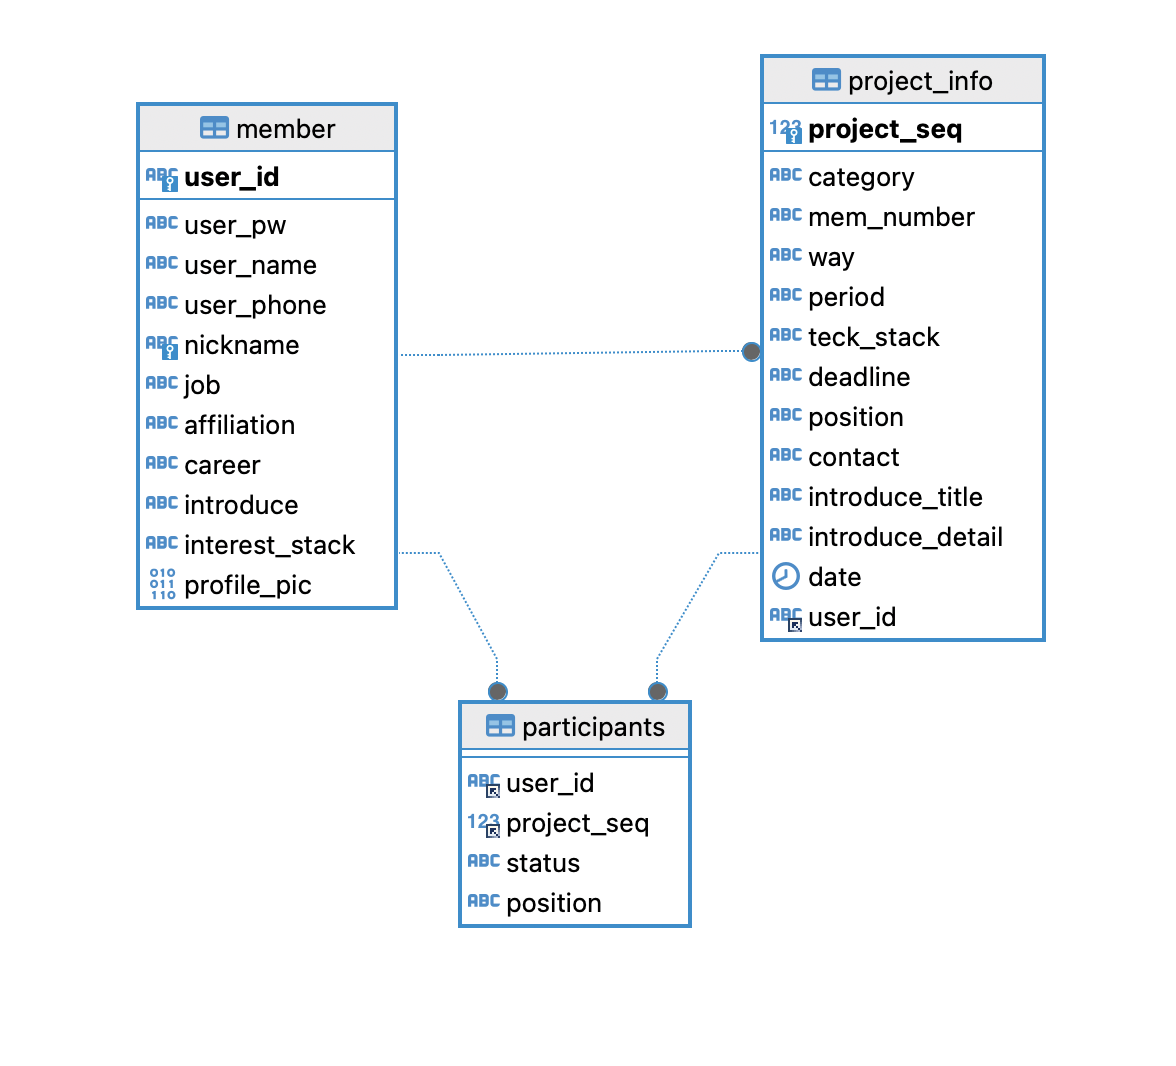 member
ABC user_id
ABC user_pw
ABC user_name
ABC user_phone
ABC nickname
ABC job
ABC affiliation
ABC career
ABC introduce
ABC interest_stack
010
011
110 profile_pic
project_info
123 project_seq
ABC category
ABC mem_number
ABC way
ABC period
ABC teck_stack
ABC deadline
ABC position
ABC contact
ABC introduce_title
ABC introduce_detail
date
ABC user_id
participants
ABC user_id
123 project_seq
ABC status
ABC position